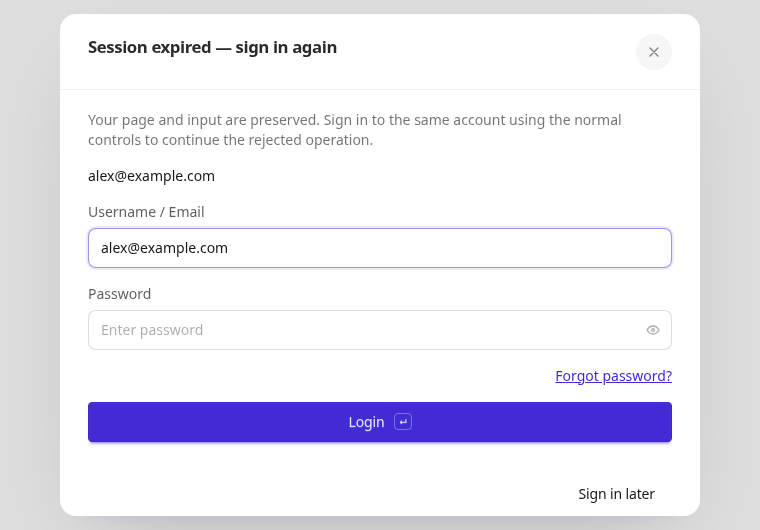 Session expired — sign in again
Your page and input are preserved. Sign in to the same account using the normal
controls to continue the rejected operation.
alex@example.com
Username / Email
alex@example.com
Password
Enter password
Forgot password?
Login ↵
Sign in later